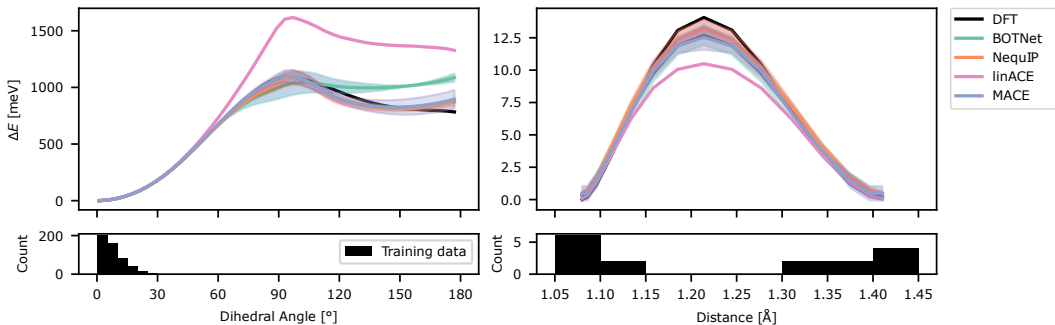 1500
1000
500
0
ΔE [meV]
12.5
10.0
7.5
5.0
2.5
0.0
DFT
BOTNet
NequIP
linACE
MACE
200
0
Count
Training data
0 30 60 90 120 150 180
Dihedral Angle [°]
5
0
Count
1.05 1.10 1.15 1.20 1.25 1.30 1.35 1.40 1.45
Distance [Å]